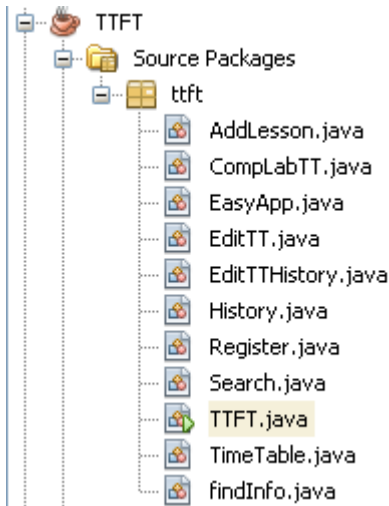 TTFT
Source Packages
ttft
AddLesson.java
CompLabTT.java
EasyApp.java
EditTT.java
EditTTHistory.java
History.java
Register.java
Search.java
TTFT.java
TimeTable.java
findInfo.java